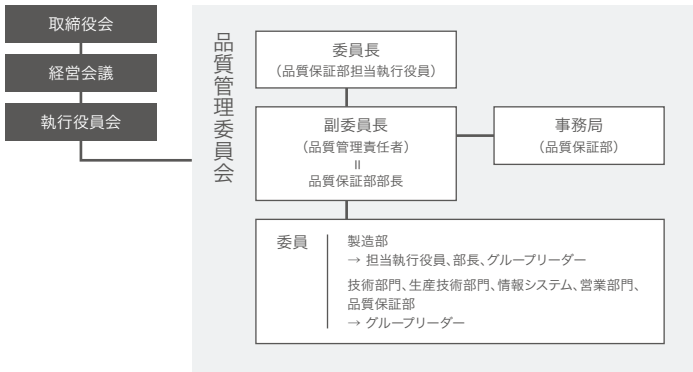 取締役会
経営会議
執行役員会
品質管理委員会
委員長
（品質保証部担当執行役員）
副委員長
（品質管理責任者）
＝
品質保証部部長
事務局
（品質保証部）
委員
製造部
→ 担当執行役員、部長、グループリーダー
技術部門、生産技術部門、情報システム、営業部門、
品質保証部
→ グループリーダー